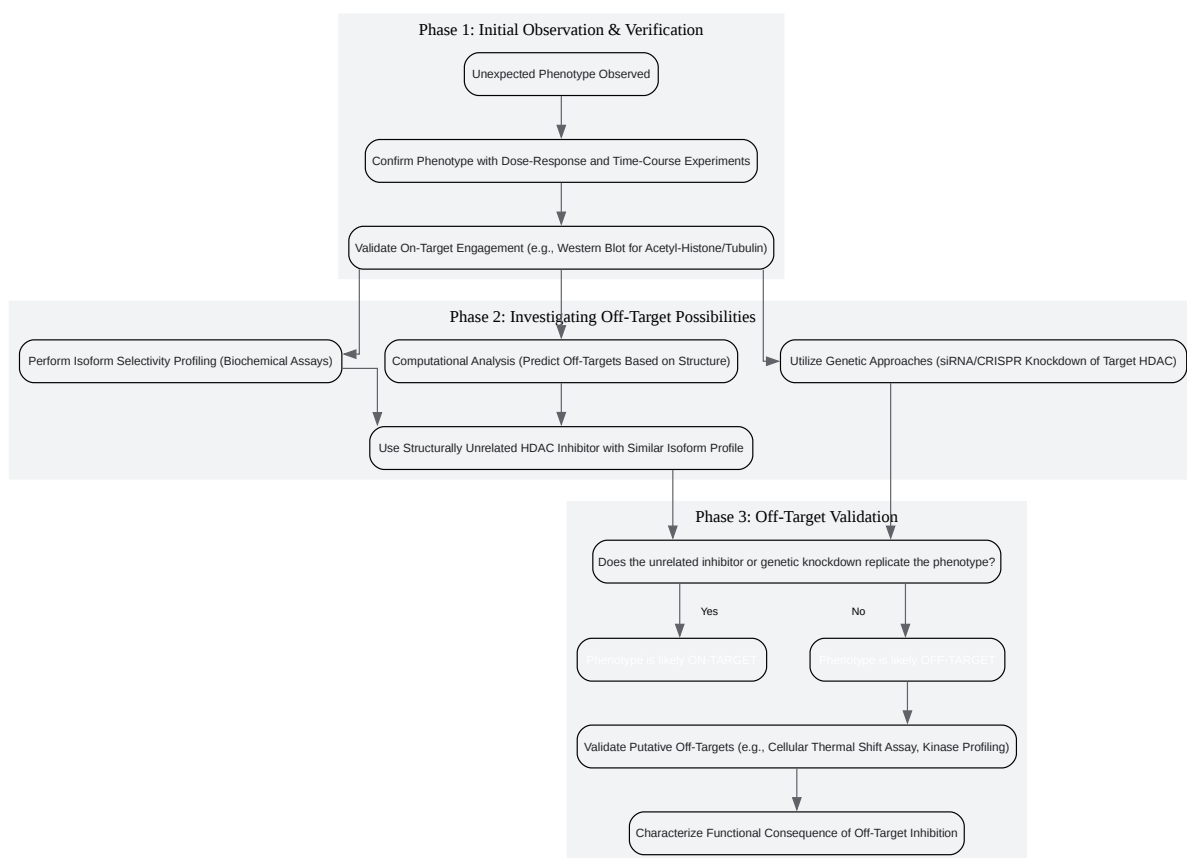 Phase 1: Initial Observation & Verification
Unexpected Phenotype Observed
Confirm Phenotype with Dose-Response and Time-Course Experiments
Validate On-Target Engagement (e.g., Western Blot for Acetyl-Histone/Tubulin)
Phase 2: Investigating Off-Target Possibilities
Perform Isoform Selectivity Profiling (Biochemical Assays)
Computational Analysis (Predict Off-Targets Based on Structure)
Utilize Genetic Approaches (siRNA/CRISPR Knockdown of Target HDAC)
Use Structurally Unrelated HDAC Inhibitor with Similar Isoform Profile
Phase 3: Off-Target Validation
Does the unrelated inhibitor or genetic knockdown replicate the phenotype?
Yes
No
Phenotype is likely ON-TARGET
Phenotype is likely OFF-TARGET
Validate Putative Off-Targets (e.g., Cellular Thermal Shift Assay, Kinase Profiling)
Characterize Functional Consequence of Off-Target Inhibition